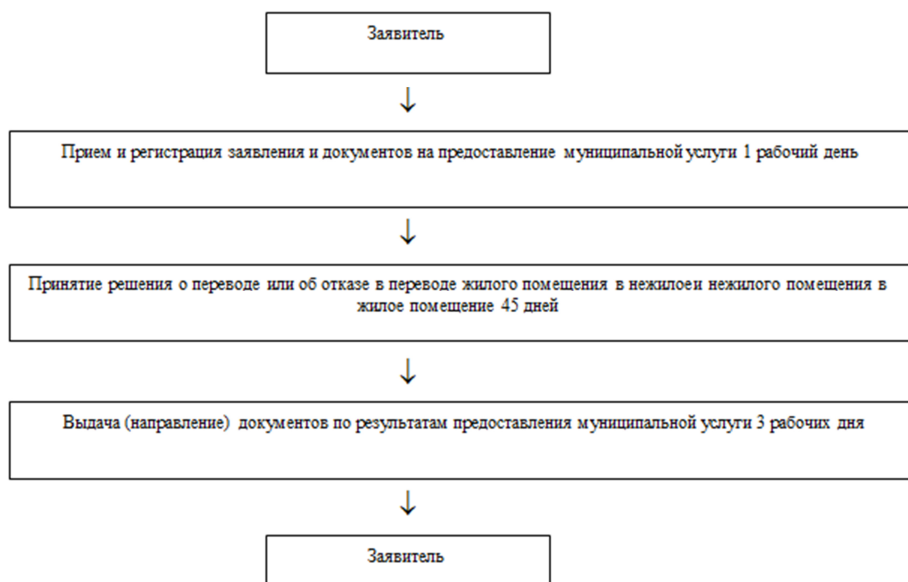 Заявитель
Прием и регистрация заявления и документов на предоставление муниципальной услуги 1 рабочий день
Принятие решения о переводе или об отказе в переводе жилого помещения в нежилоеи нежилого помещения в
жилое помещение 45 дней
Выдача (направление) документов по результатам предоставления муниципальной услуги 3 рабочих дня
Заявитель